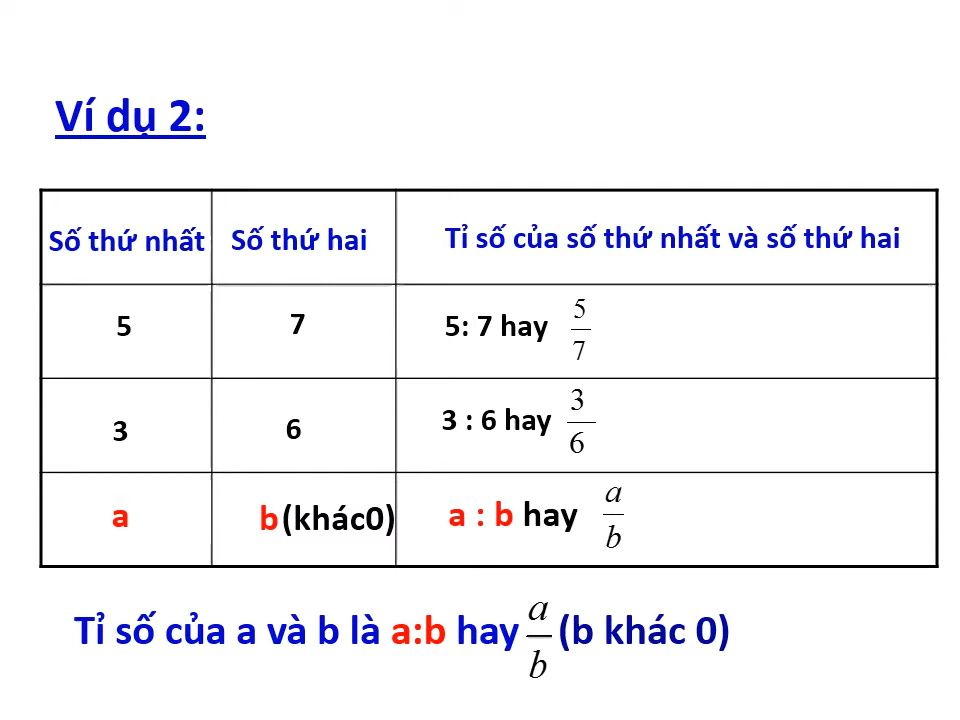 Ví dụ 2:
Số thứ nhất Số thứ hai Tỉ số của số thứ nhất và số thứ hai
5 7 5: 7 hay 5/7
3 6 3 : 6 hay 3/6
a b (khác0) a : b hay a/b
Tỉ số của a và b là a:b hay a/b (b khác 0)